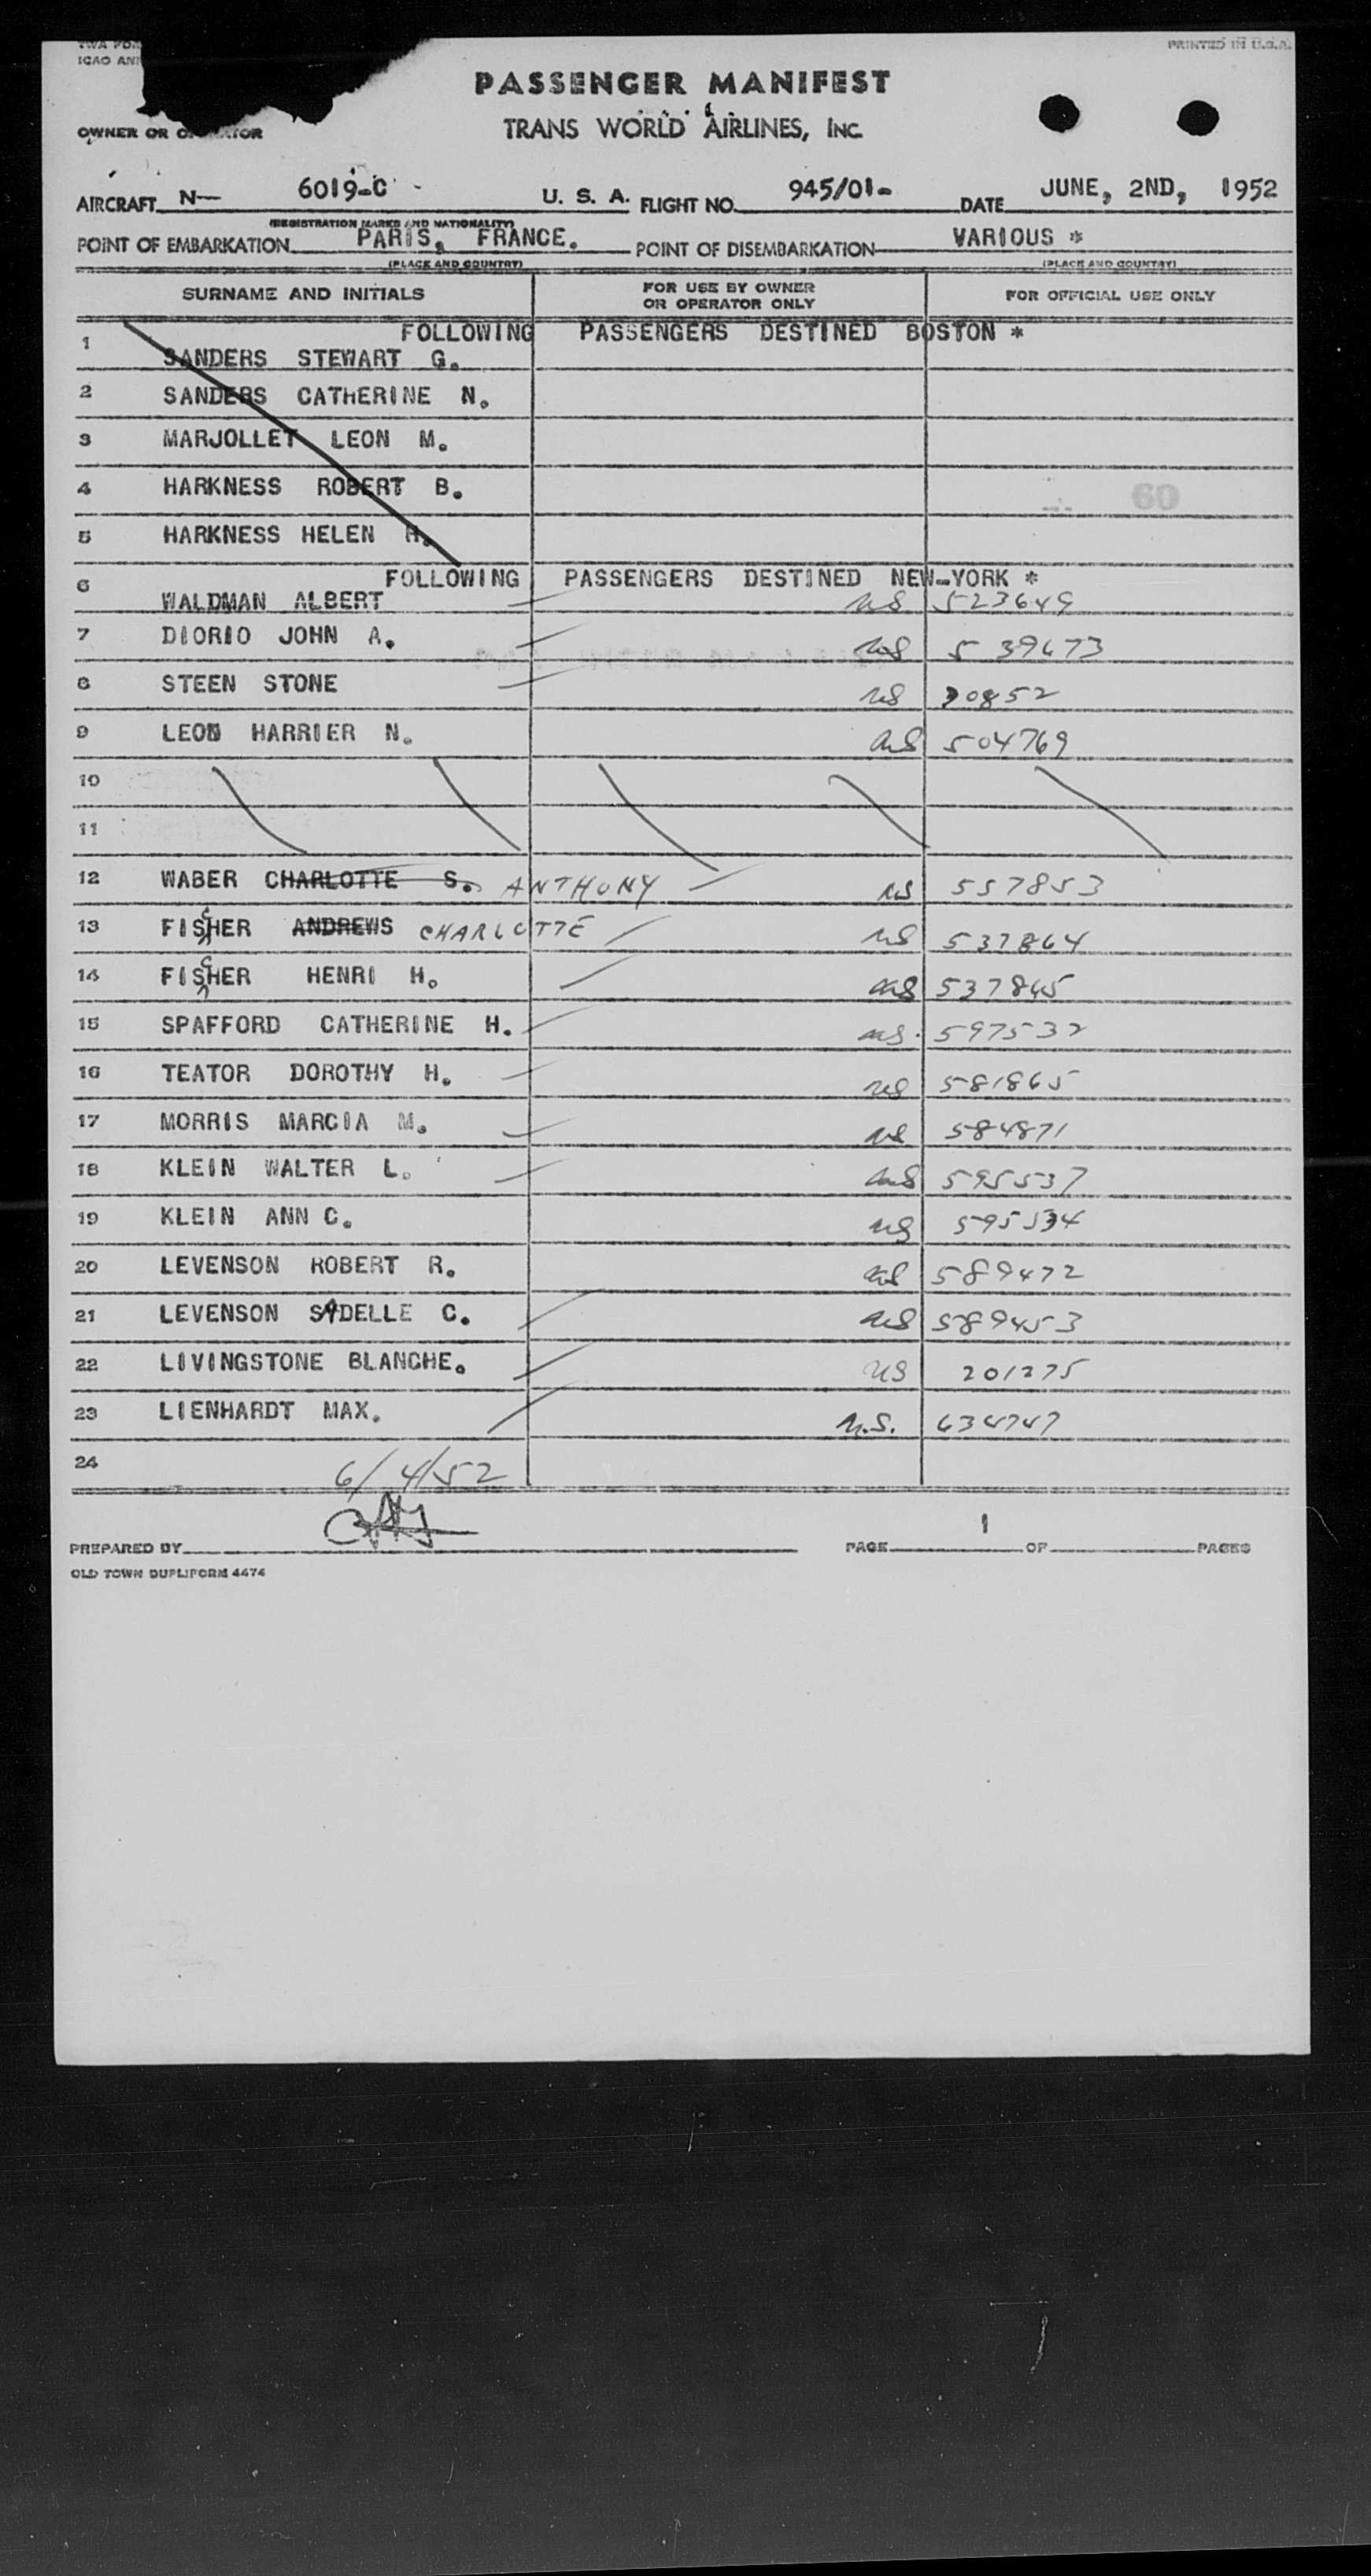 TWA FOR
ICAO AN
PRINTED IN U.S.A.
PASSENGER MANIFEST
OWNER OR OPERATOR
TRANS WORLD AIRLINES, INC.
AIRCRAFT N— 6019-C U. S. A. FLIGHT NO. 945/01- DATE JUNE, 2ND, 1952
(REGISTRATION MARKS AND NATIONALITY)
POINT OF EMBARKATION PARIS, FRANCE. POINT OF DISEMBARKATION VARIOUS *
(PLACE AND COUNTRY) (PLACE AND COUNTRY)
SURNAME AND INITIALS FOR USE BY OWNER OR OPERATOR ONLY FOR OFFICIAL USE ONLY
FOLLOWING PASSENGERS DESTINED BOSTON *
1 SANDERS STEWART G.
2 SANDERS CATHERINE N.
3 MARJOLLET LEON M.
4 HARKNESS ROBERT B.
60
5 HARKNESS HELEN H.
FOLLOWING PASSENGERS DESTINED NEW-YORK *
6 WALDMAN ALBERT US 523649
7 DIORIO JOHN A. US 539673
8 STEEN STONE US 30852
9 LEON HARRIER N. US 504769
10
11
12 WABER CHARLOTTE S. ANTHONY US 557853
13 FISCHER ANDREWS CHARLOTTE US 537864
14 FISCHER HENRI H. US 537865
15 SPAFFORD CATHERINE H. US. 597532
16 TEATOR DOROTHY H. US 581865
17 MORRIS MARCIA M. US 584871
18 KLEIN WALTER L. US 595537
19 KLEIN ANN C. US 595534
20 LEVENSON ROBERT R. US 589472
21 LEVENSON SADELLE C. US 589453
22 LIVINGSTONE BLANCHE. US 201275
23 LIENHARDT MAX. U.S. 634747
24 6/4/52
PREPARED BY PAGE 1 OF PAGES
OLD TOWN DUPLIFORM 4474